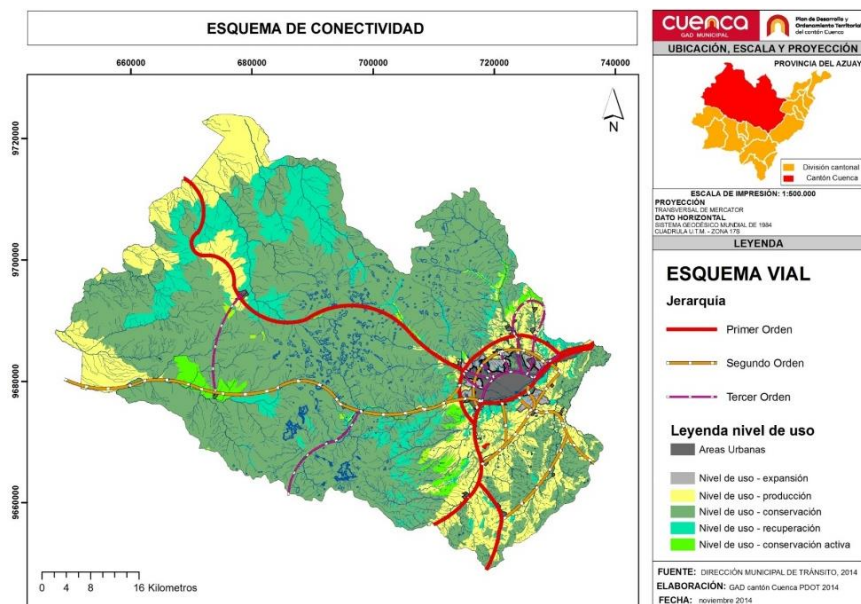 ESQUEMA DE CONECTIVIDAD
660000
680000
700000
720000
740000
9720000
9700000
9680000
9660000
N
0 4 8 16 Kilometros
cuenca
GAD MUNICIPAL
Plan de Desarrollo y
Ordenamiento Territorial
del cantón Cuenca
UBICACIÓN, ESCALA Y PROYECCIÓN
PROVINCIA DEL AZUAY
División cantonal
Cantón Cuenca
ESCALA DE IMPRESIÓN: 1:500.000
PROYECCIÓN
TRANSVERSAL DE MERCATOR
DATO HORIZONTAL
SISTEMA GEODÉSICO MUNDIAL DE 1984
CUADRULA U.T.M. - ZONA 17S
LEYENDA
ESQUEMA VIAL
Jerarquía
Primer Orden
Segundo Orden
Tercer Orden
Leyenda nivel de uso
Areas Urbanas
Nivel de uso - expansión
Nivel de uso - producción
Nivel de uso - conservación
Nivel de uso - recuperación
Nivel de uso - conservación activa
FUENTE: DIRECCIÓN MUNICIPAL DE TRÁNSITO, 2014
ELABORACIÓN: GAD cantón Cuenca PDOT 2014
FECHA: noviembre 2014